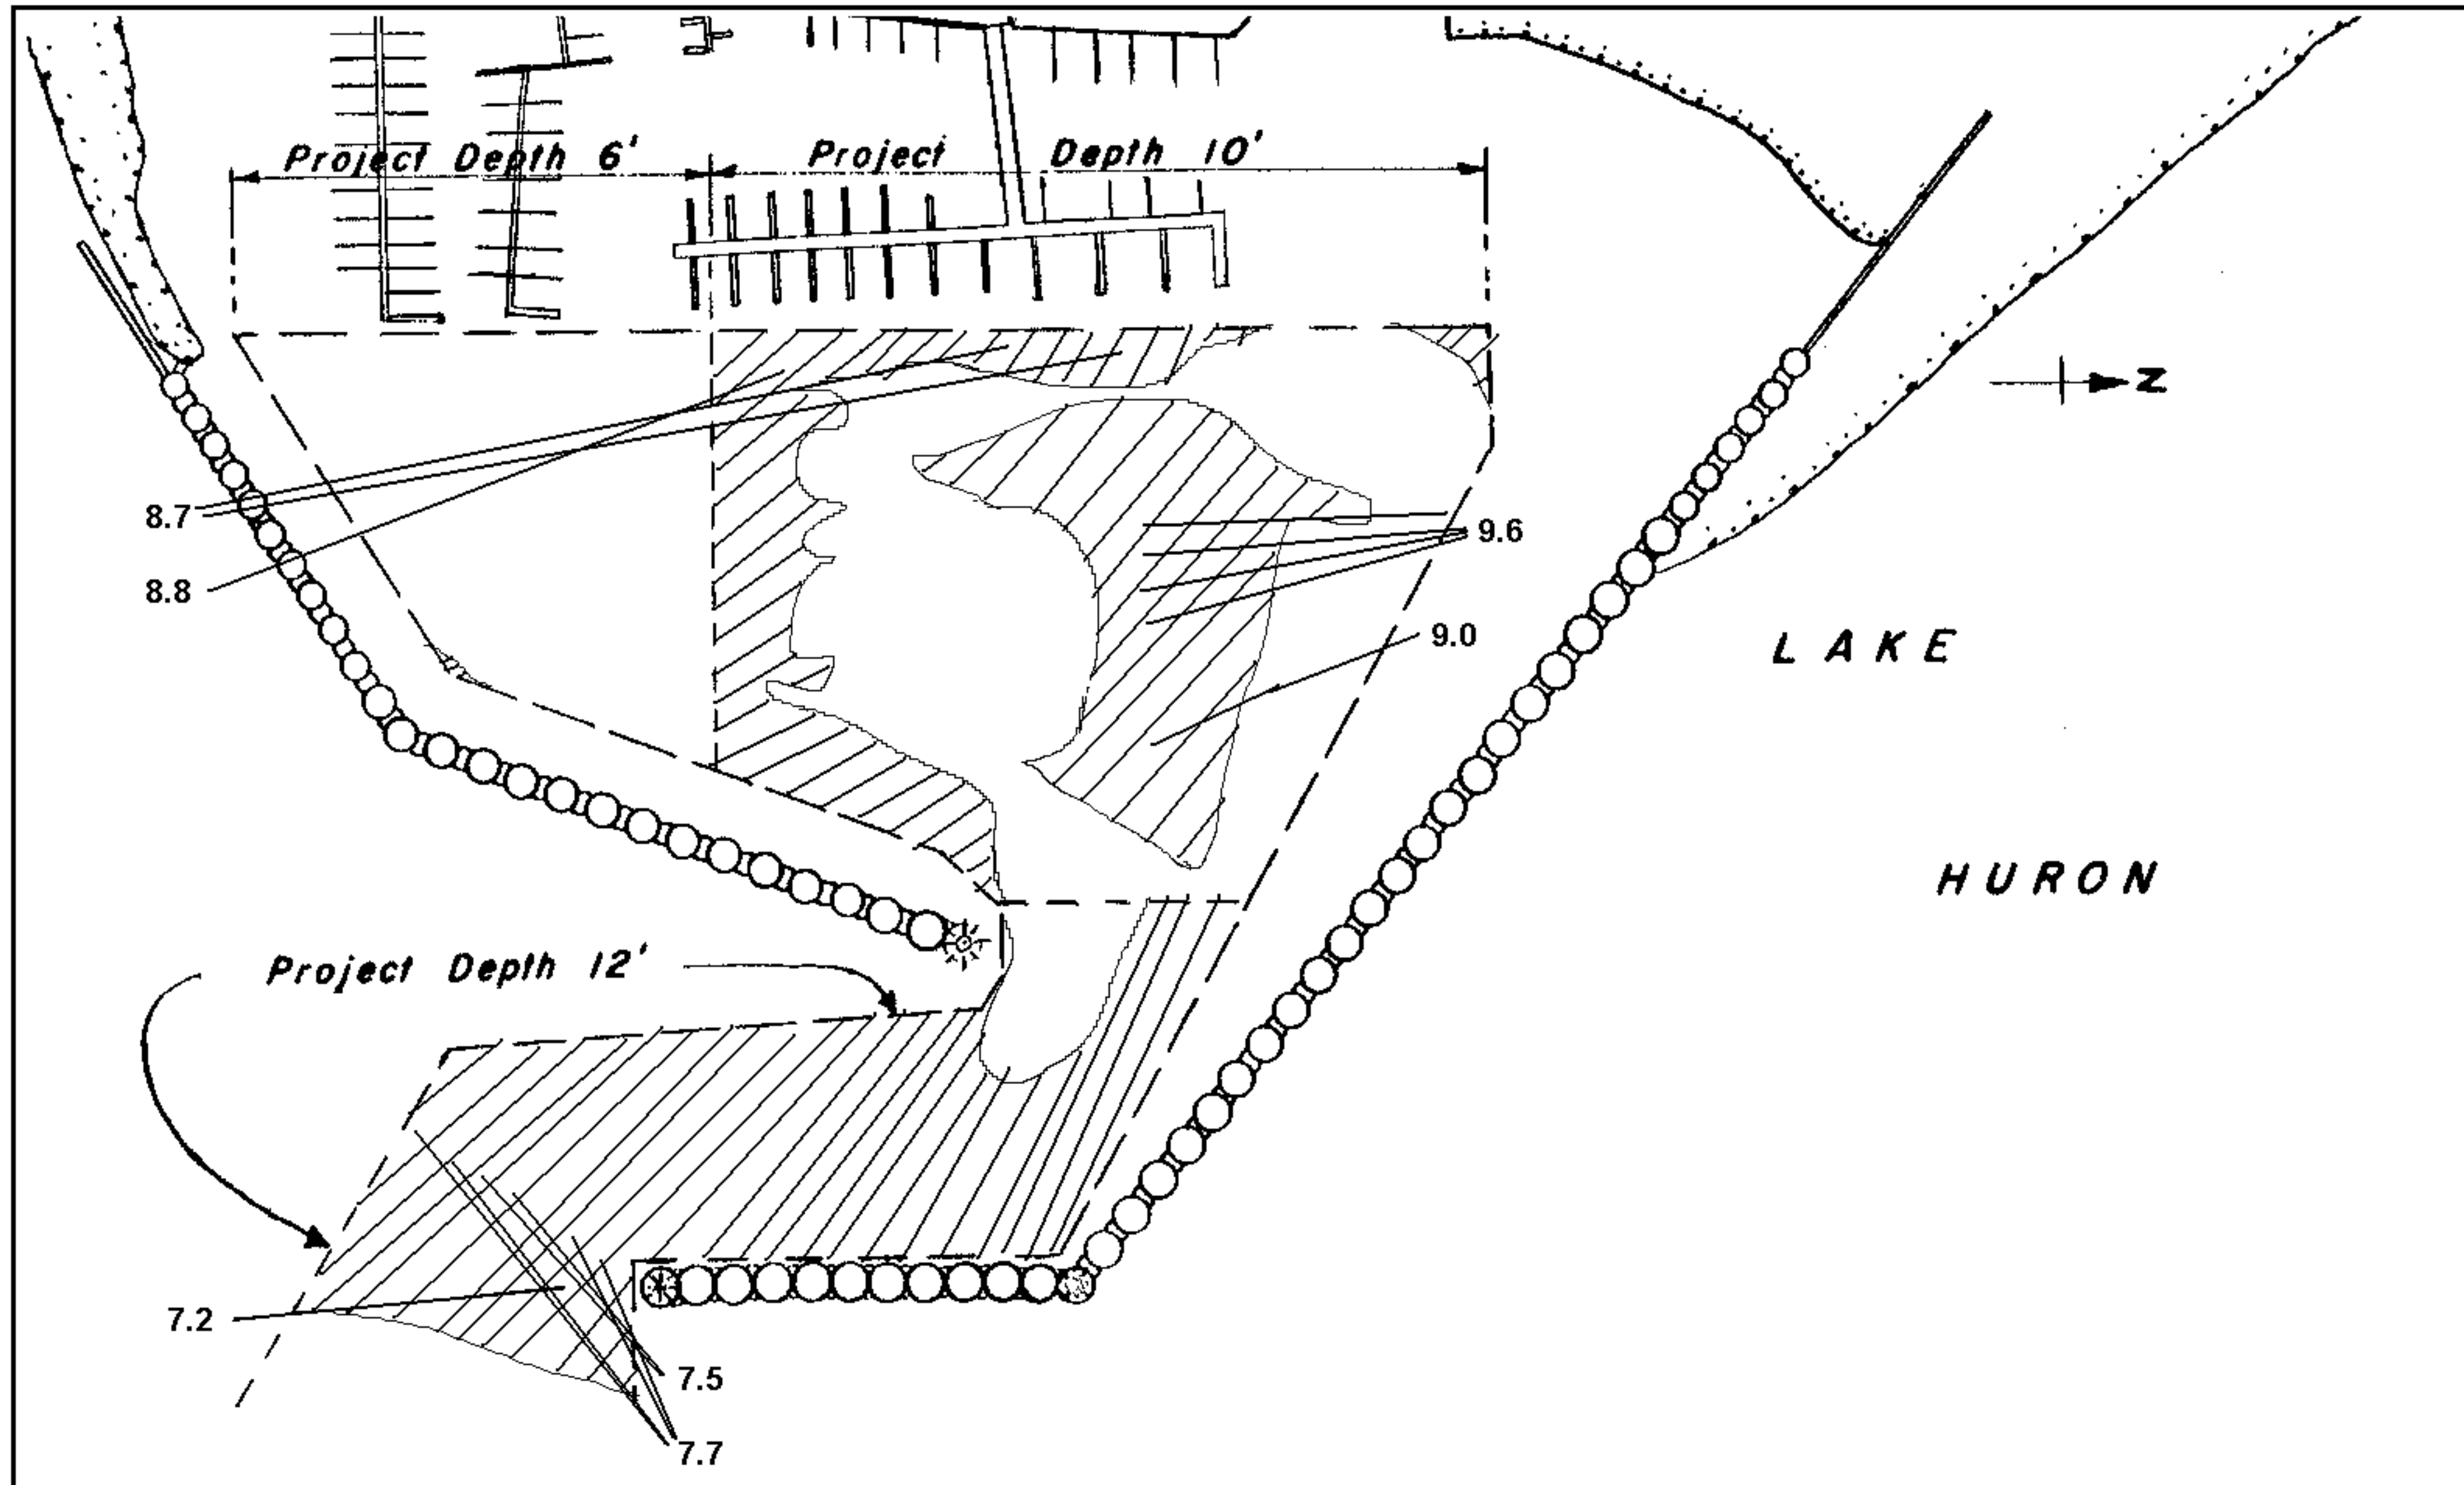 Project Depth 6'
Project Depth 10'
Z
8.7
9.6
8.8
9.0
LAKE
HURON
Project Depth 12'
7.2
7.5
7.7